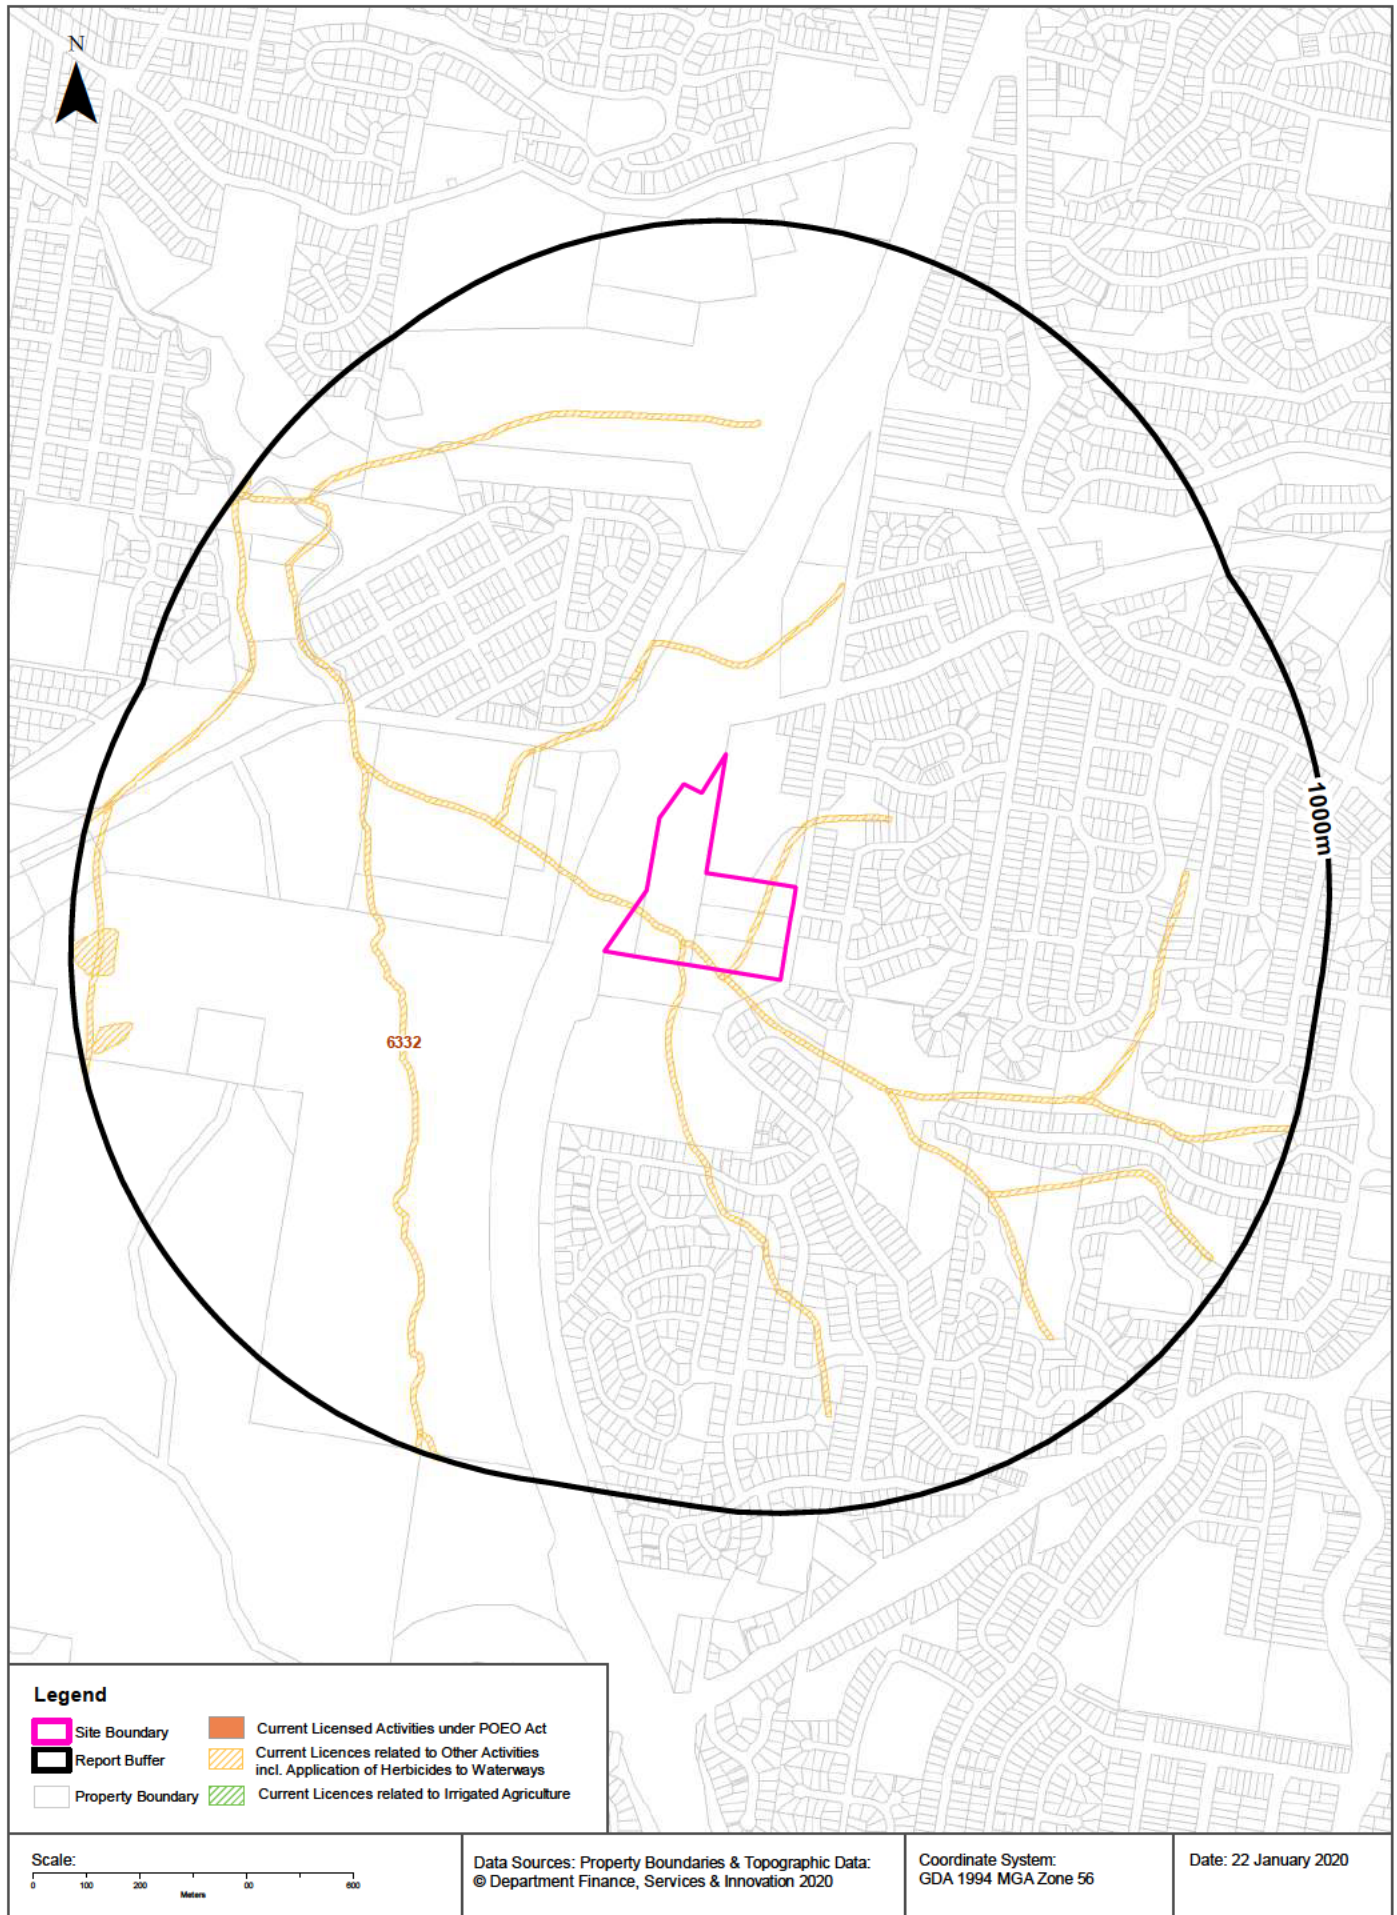 N
1000m
6332
Legend
Site Boundary
Report Buffer
Property Boundary
Current Licensed Activities under POEO Act
Current Licences related to Other Activities
incl. Application of Herbicides to Waterways
Current Licences related to Irrigated Agriculture
Scale:
0 100 200 00 600
Meters
Data Sources: Property Boundaries & Topographic Data:
© Department Finance, Services & Innovation 2020
Coordinate System:
GDA 1994 MGA Zone 56
Date: 22 January 2020